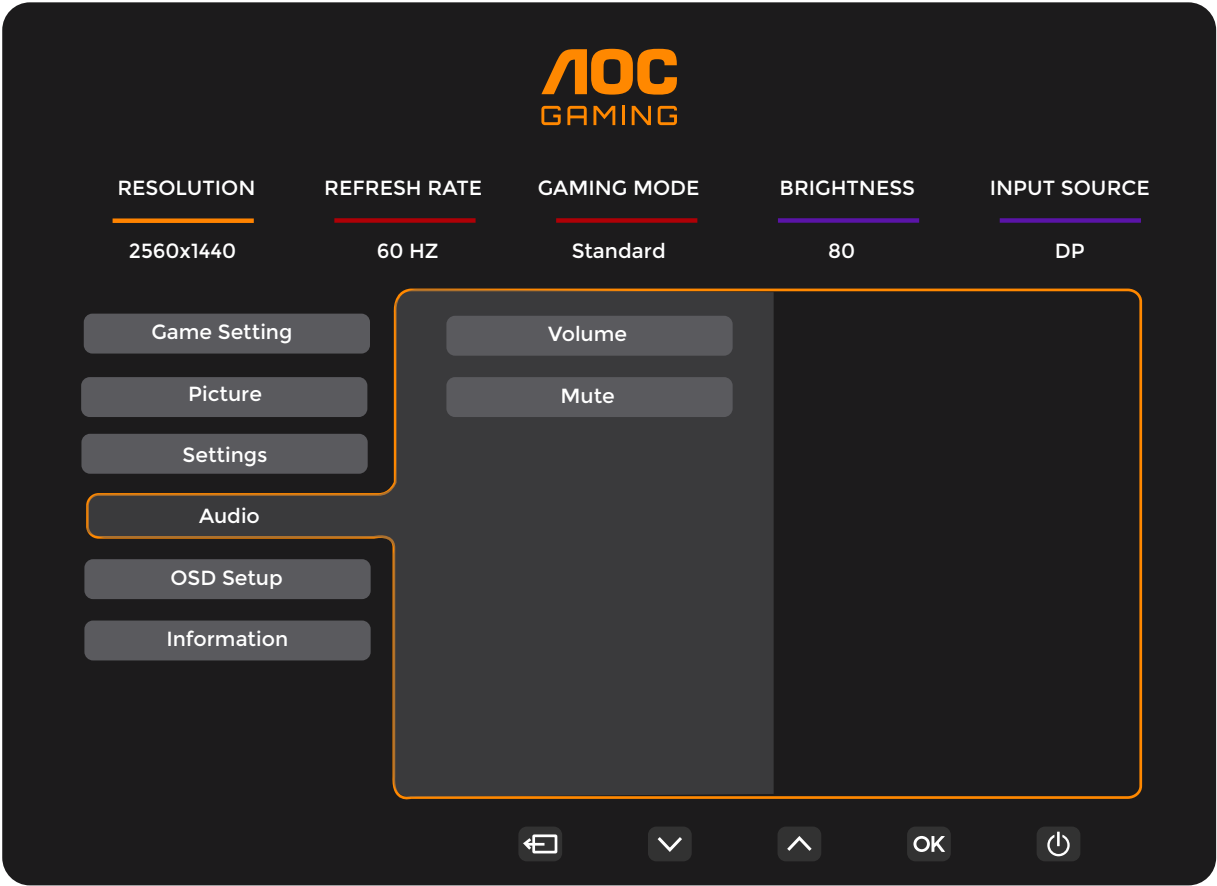 AOC
GAMING
RESOLUTION REFRESH RATE GAMING MODE BRIGHTNESS INPUT SOURCE
2560x1440 60 HZ Standard 80 DP
Game Setting
Volume
Picture
Mute
Settings
Audio
OSD Setup
Information
OK